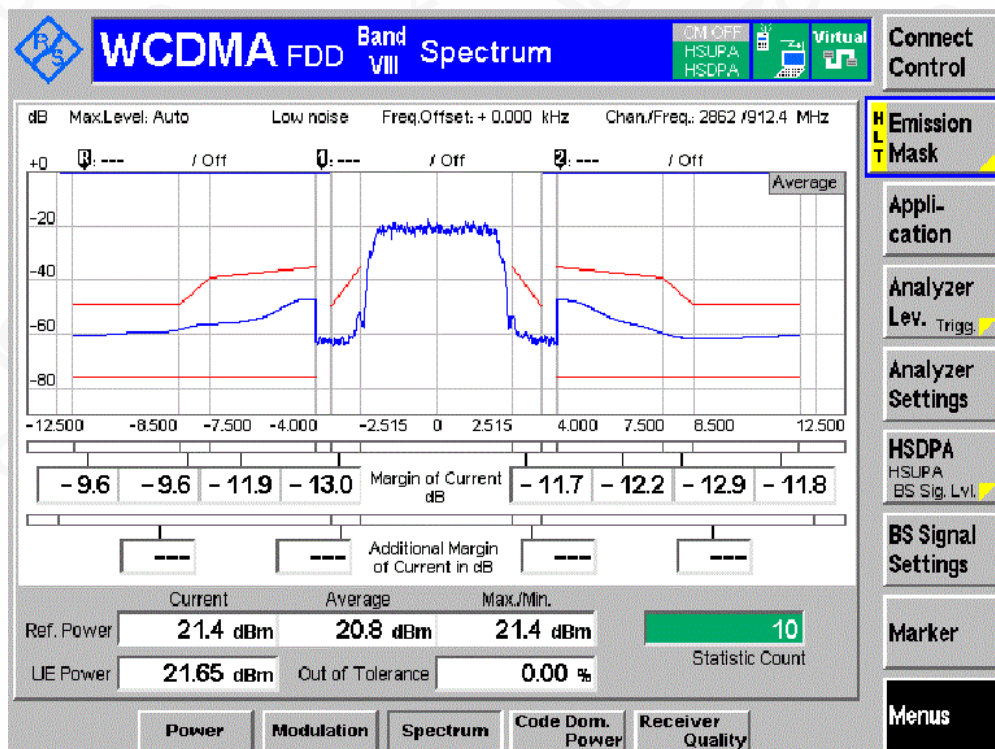 R/S
WCDMA FDD Band VIII Spectrum
CM OFF
HSUPA
HSDPA
Virtual
Connect Control
HLT
Emission Mask
Appli-
cation
Analyzer
Lev. Trigg.
Analyzer Settings
HSDPA
HSUPA
BS Sig. Lvl.
BS Signal Settings
Marker
Menus
dB Max.Level: Auto Low noise Freq.Offset: + 0.000 kHz Chan./Freq.: 2862 /912.4 MHz
R: --- / Off 1: --- / Off 2: --- / Off
Average
+0
-20
-40
-60
-80
-12.500 -8.500 -7.500 -4.000 -2.515 0 2.515 4.000 7.500 8.500 12.500
- 9.6 - 9.6 - 11.9 - 13.0 Margin of Current dB - 11.7 - 12.2 - 12.9 - 11.8
--- --- Additional Margin of Current in dB --- ---
Current Average Max./Min.
Ref. Power 21.4 dBm 20.8 dBm 21.4 dBm
10
Statistic Count
UE Power 21.65 dBm Out of Tolerance 0.00 %
Power Modulation Spectrum Code Dom. Power Receiver Quality